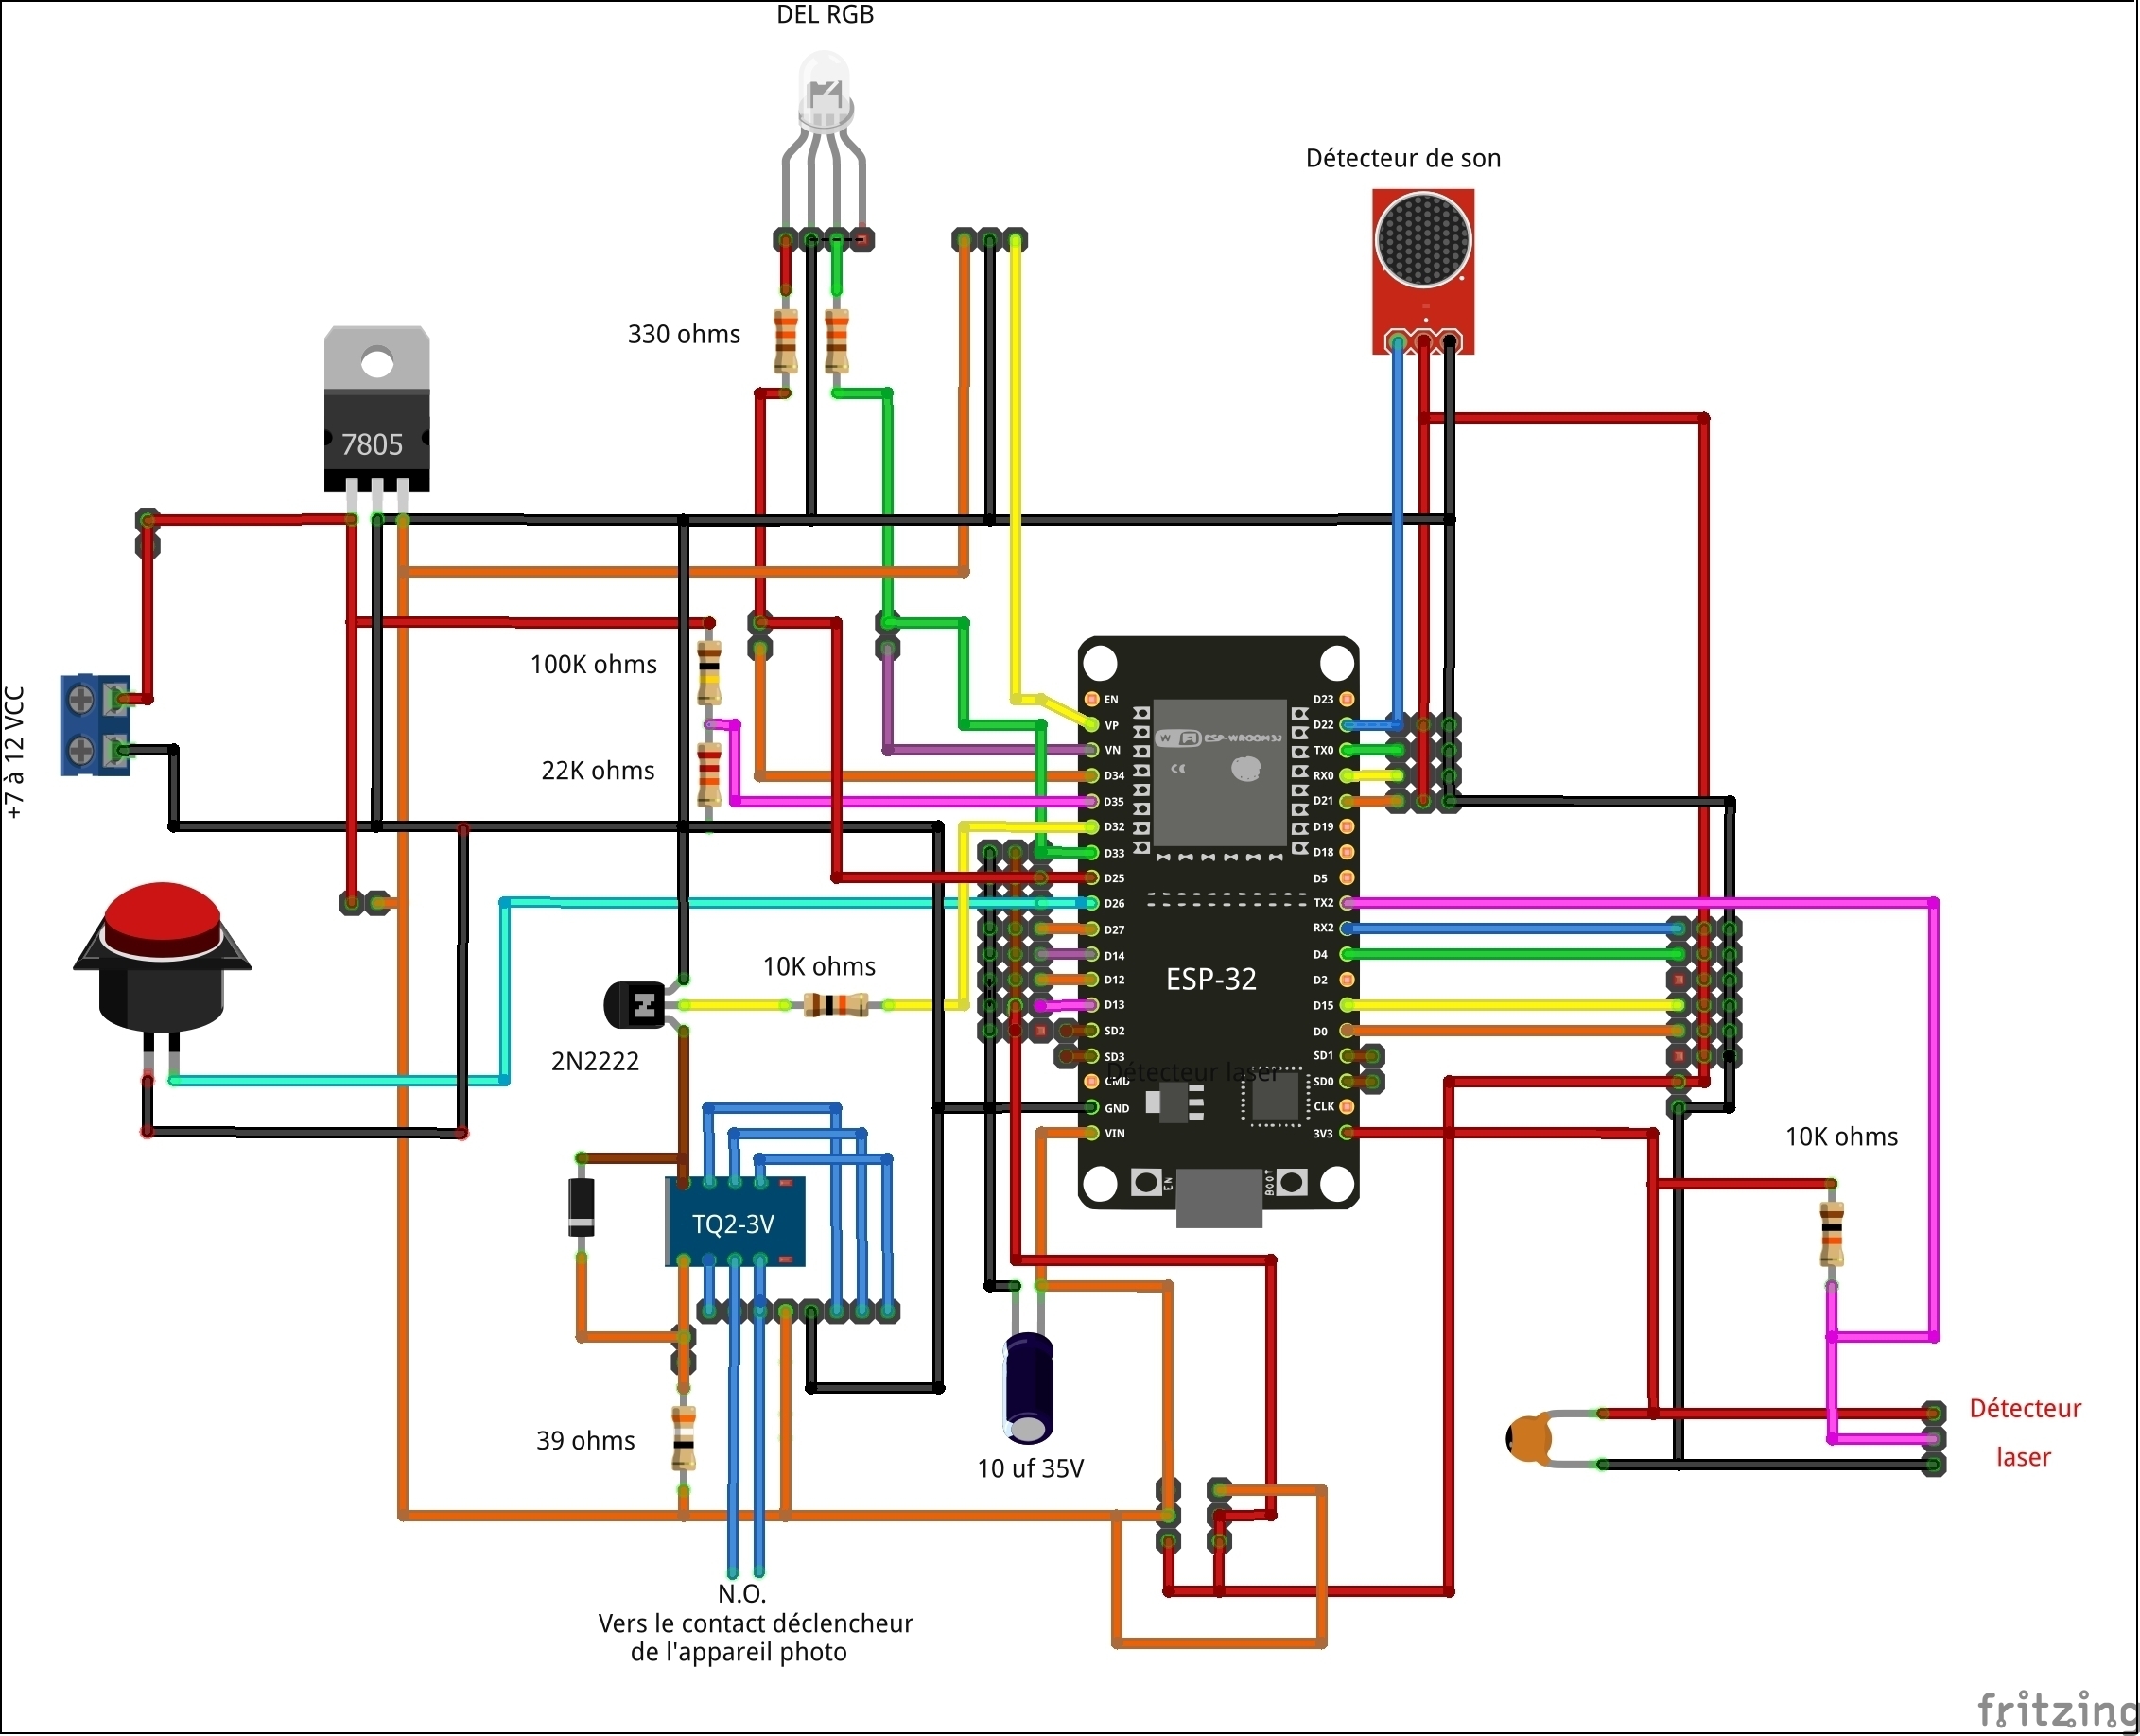 DEL RGB
Détecteur de son
330 ohms
7805
100K ohms
22K ohms
+7 à 12 VCC
EN
VP
VN
D34
D35
D32
D33
D25
D26
D27
D14
D12
D13
SD2
SD3
CMD
GND
VIN
D23
D22
TX0
RX0
D21
D19
D18
D5
TX2
RX2
D4
D2
D15
D0
SD1
SD0
CLK
3V3
Wi Fi ESP-WROOM32
CE
ESP-32
Détecteur laser
EN
BOOT
10K ohms
2N2222
TQ2-3V
39 ohms
10 uf 35V
10K ohms
Détecteur
laser
N.O.
Vers le contact déclencheur
de l'appareil photo
fritzing